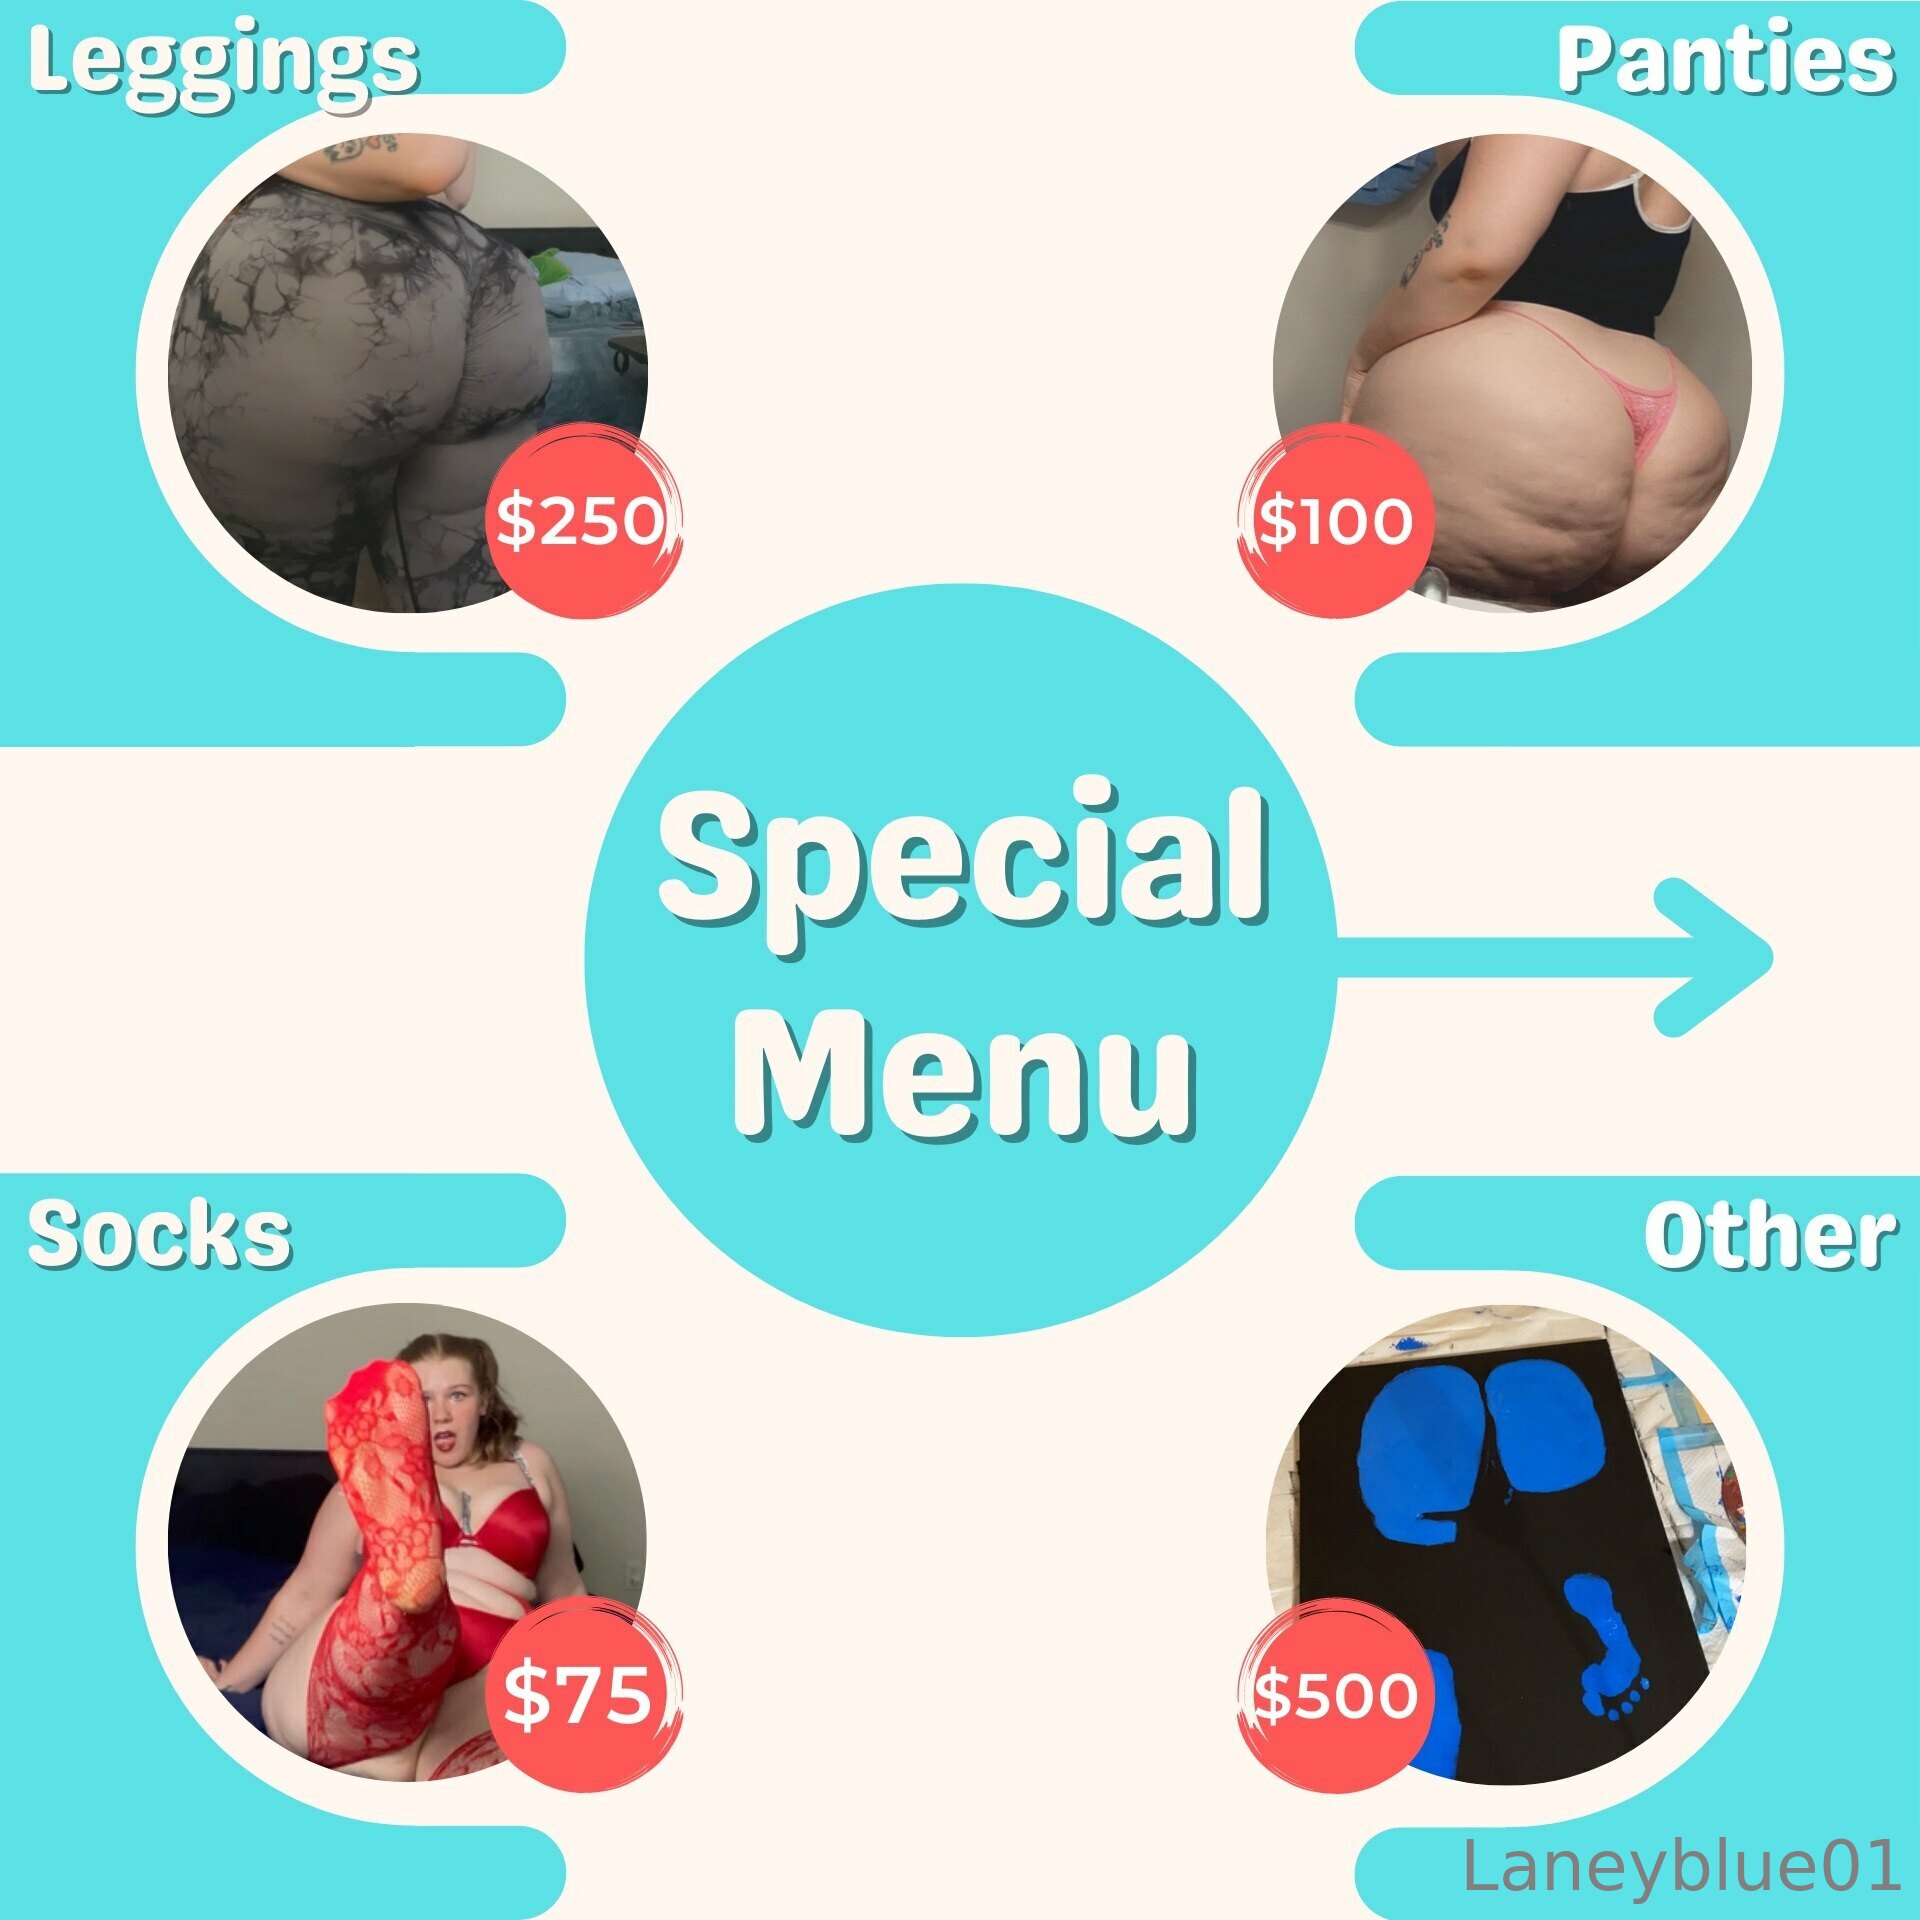 Leggings
Panties
$250
$100
Special
Menu
Socks
Other
$75
$500
Laneyblue01